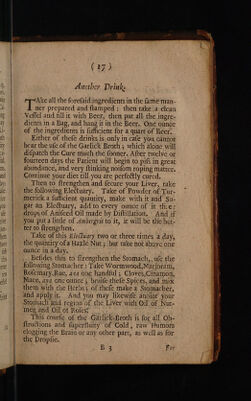 ( 37 )
Another Drink.
TAke all the foresaid ingredients in the same man-
ner prepared and stamped : then take a clean
Vessel and fill it with Beer, then put all the ingre-
dients in a Bag, and hang it in the Beer. One ounce
of the ingredients is sufficient for a quart of Beer.
Either of these drinks is only in case you cannot
bear the use of the Garlick Broth ; which alone will
dispatch the Cure much the sooner. After twelve or
fourteen days the Patient will begin to piss in great
abundance, and very stinking noisom roping matter.
Continue your diet till you are perfectly cured.
Then to strengthen and secure your Liver, take
the following Electuary. Take of Powder of Tur-
merick a sufficient quantity, make with it and Su-
gar an Electuary, add to every ounce of it three
drops of Aniseed Oil made by Distillation. And if
you put a little of Ambergris to it, it will be the bet-
ter to strengthen.
Take of this Electuary two or three times a day,
the quantity of a Hazle Nut ; but take not above one
ounce in a day.
Besides this to strengthen the Stomach, use the
following Stomacher : Take Wormwood, Marjoram,
Rosemary, Rue, ana one handful ; Cloves, Cinamon,
Mace, ana one ounce ; bruise these Spices, and mix
them with the Herbs ; of these make a Stomacher,
and apply it. And you may likewise anoint your
Stomach and region of the Liver with Oil of Nut-
meg and Oil of Roses.
This course of the Garlick-Broth is for all Ob-
structions and superfluity of Cold, raw Humors
clogging the Brain or any other part, as well as for
the Dropsie.
E 3 For